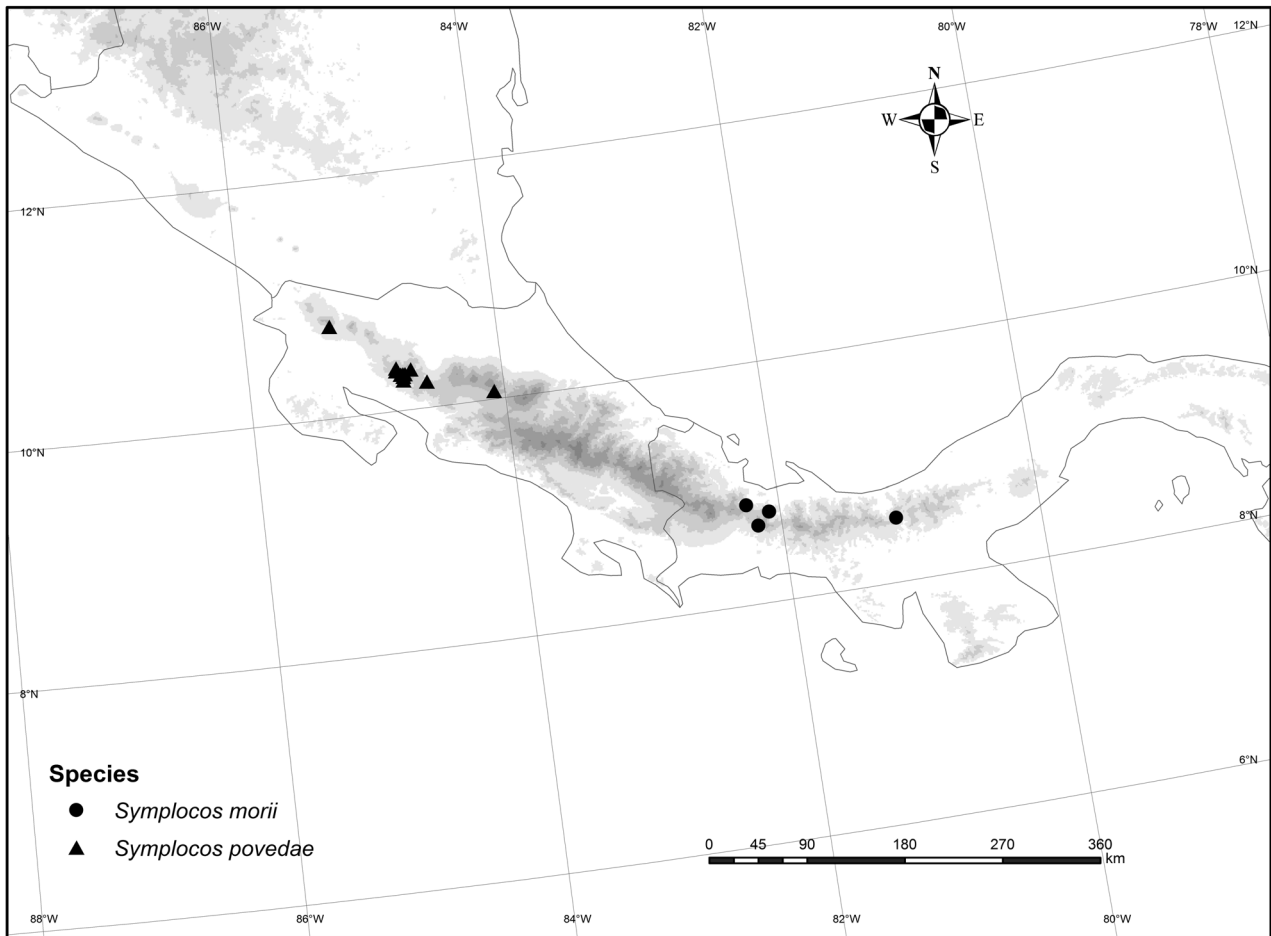 86°W 84°W 82°W 80°W 78°W 12°N
N
W E
S
12°N
10°N
10°N
8°N
8°N
6°N
Species
Symplocos morii
Symplocos povedae
0 45 90 180 270 360
km
88°W 86°W 84°W 82°W 80°W